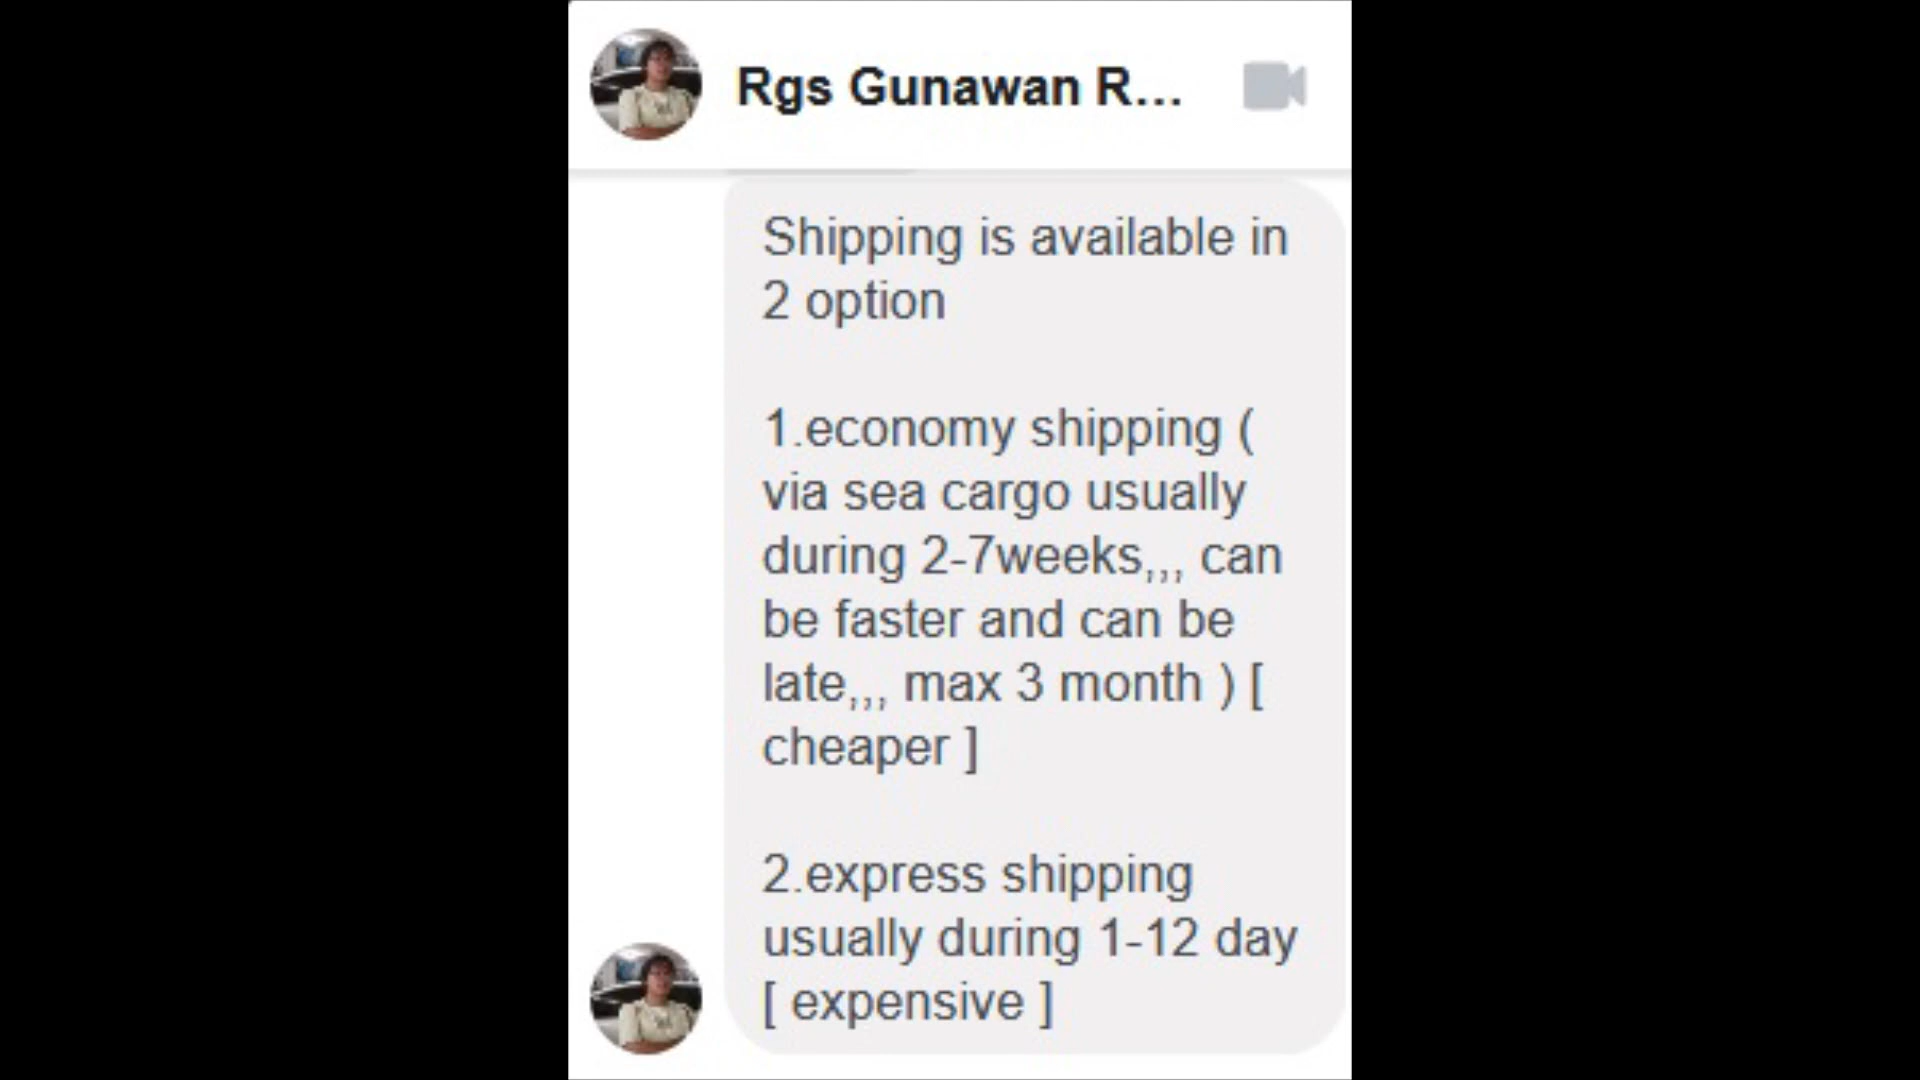 Rgs Gunawan R...
Shipping is available in
2 option
1.economy shipping (
via sea cargo usually
during 2-7weeks,,, can
be faster and can be
late,,, max 3 month ) [
cheaper ]
2.express shipping
usually during 1-12 day
[ expensive ]